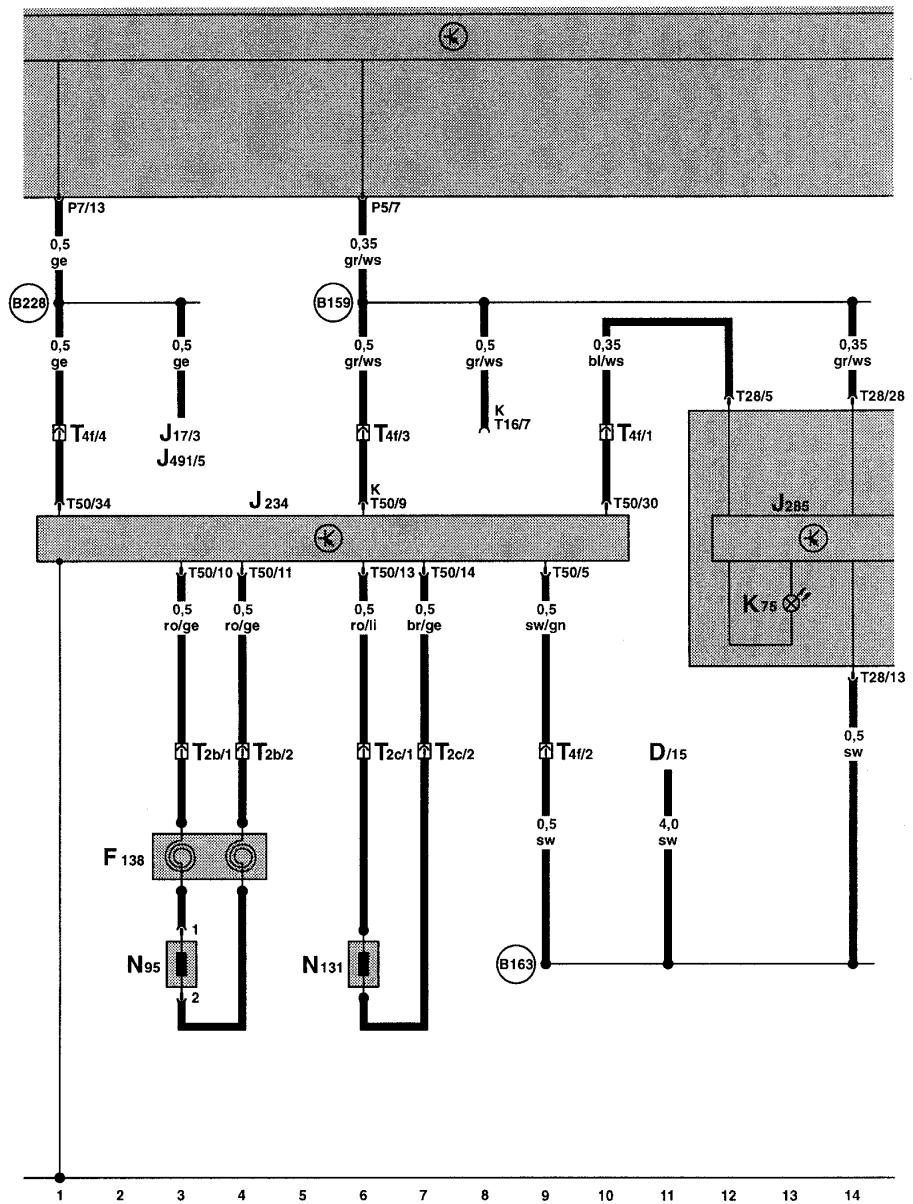 P7/13 P5/7
0,5 0,35
ge gr/ws
B228 B159
0,5 0,5 0,5 0,5 0,35 0,35
ge ge gr/ws gr/ws bl/ws gr/ws
T28/5 T28/28
K
T16/7
T4f/4 J17/3 T4f/3 T4f/1
J491/5
K
T50/34 J234 T50/9 T50/30 J285
T50/10 T50/11 T50/13 T50/14 T50/5
0,5 0,5 0,5 0,5 0,5 K75
ro/ge ro/ge ro/li br/ge sw/gn
T28/13
0,5
sw
T2b/1 T2b/2 T2c/1 T2c/2 T4f/2 D/15
0,5 4,0
sw sw
F138
1
N95 N131 B163
2
1 2 3 4 5 6 7 8 9 10 11 12 13 14